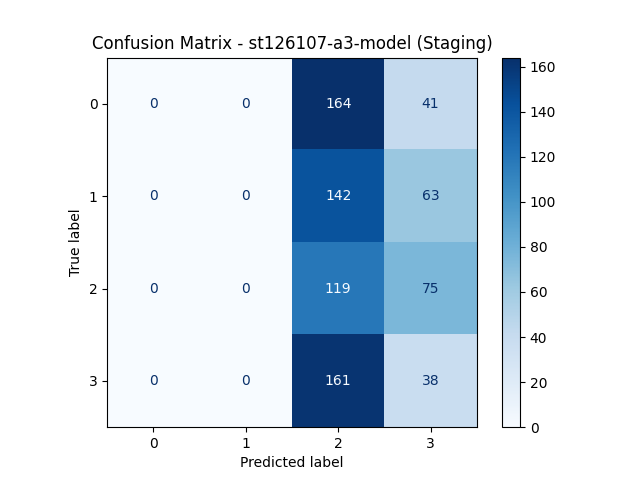 Confusion Matrix - st126107-a3-model (Staging)
0 0 0 164 41
1 0 0 142 63
2 0 0 119 75
3 0 0 161 38
0 1 2 3
True label
Predicted label
160
140
120
100
80
60
40
20
0